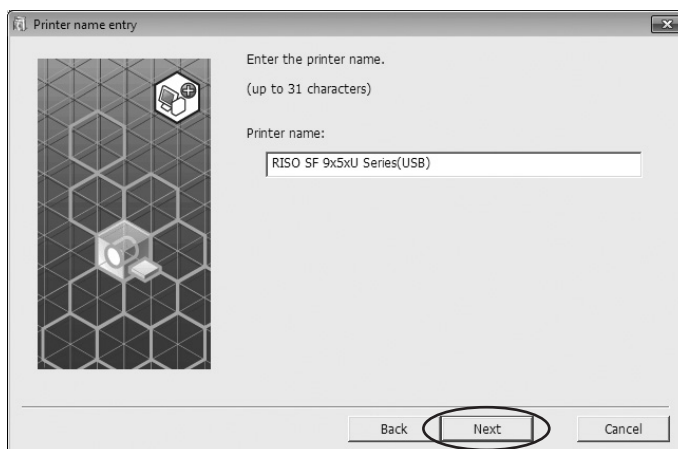 Printer name entry
Enter the printer name.
(up to 31 characters)
Printer name:
RISO SF 9x5xU Series(USB)
Back
Next
Cancel